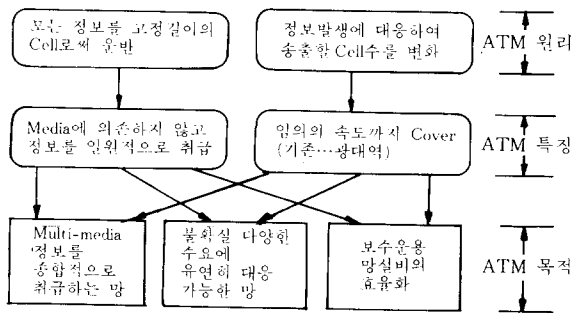 모든 정보를 고정길이의
Cell로써 운반
정보발생에 대응하여
송출할 Cell수를 변화
ATM 원리
Media에 의존하지 않고
정보를 일원적으로 취급
임의의 속도까지 Cover
(기존…광대역)
ATM 특징
Multi-media
정보를
종합적으로
취급하는 망
불확실 다양한
수요에
유연히 대응
가능한 망
보수운용
망설비의
효율화
ATM 목적